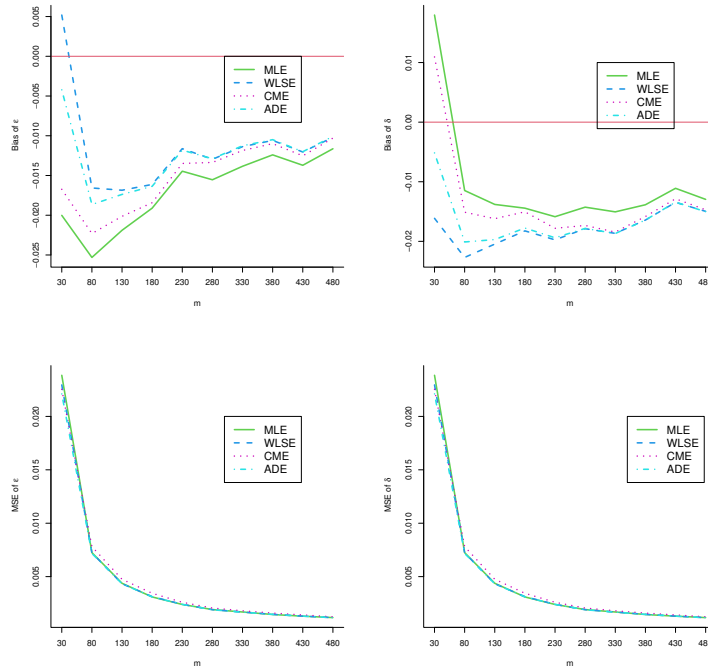 0.005
0.000
-0.005
-0.010
-0.015
-0.020
-0.025
Bias of ε
MLE
WLSE
CME
ADE
30 80 130 180 230 280 330 380 430 480
m
0.01
0.00
-0.01
-0.02
Bias of δ
MLE
WLSE
CME
ADE
30 80 130 180 230 280 330 380 430 48
m
0.020
0.015
0.010
0.005
MSE of ε
MLE
WLSE
CME
ADE
30 80 130 180 230 280 330 380 430 480
m
0.020
0.015
0.010
0.005
MSE of δ
MLE
WLSE
CME
ADE
30 80 130 180 230 280 330 380 430 480
m